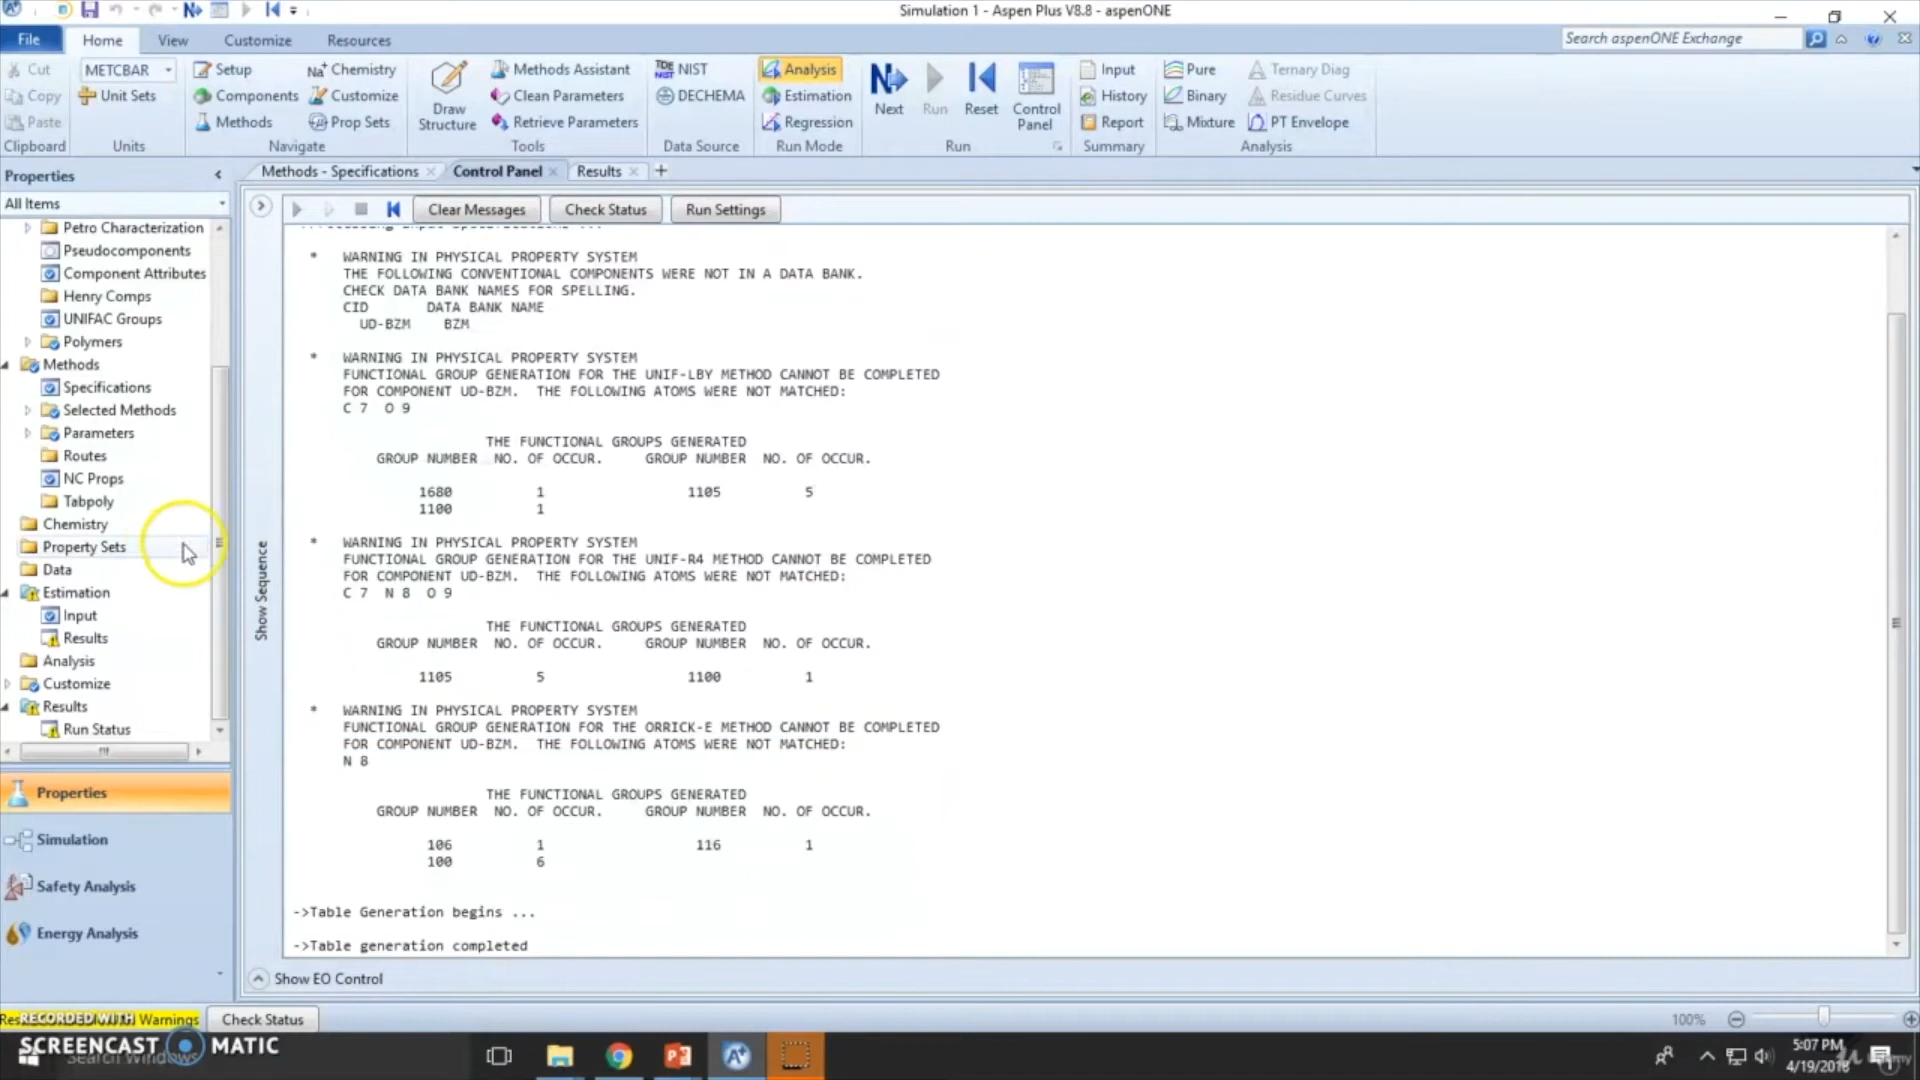 Simulation 1 - Aspen Plus V8.8 - aspenONE
File Home View Customize Resources Search aspenONE Exchange
Cut METCBAR Setup Na+ Chemistry Methods Assistant NIST Analysis Input Pure Ternary Diag
Copy Unit Sets Components Customize Clean Parameters DECHEMA Estimation History Binary Residue Curves
Paste Methods Prop Sets Retrieve Parameters Regression Report Mixture PT Envelope
Draw Structure
Next Run Reset Control Panel
Clipboard Units Navigate Tools Data Source Run Mode Run Summary Analysis
Properties
Methods - Specifications Control Panel Results
All Items
Clear Messages Check Status Run Settings
Petro Characterization
Pseudocomponents
Component Attributes
Henry Comps
UNIFAC Groups
Polymers
Methods
Specifications
Selected Methods
Parameters
Routes
NC Props
Tabpoly
Chemistry
Property Sets
Data
Estimation
Input
Results
Analysis
Customize
Results
Run Status
Properties
Simulation
Safety Analysis
Energy Analysis
Show Sequence
* WARNING IN PHYSICAL PROPERTY SYSTEM
THE FOLLOWING CONVENTIONAL COMPONENTS WERE NOT IN A DATA BANK.
CHECK DATA BANK NAMES FOR SPELLING.
CID DATA BANK NAME
UD-BZM BZM
* WARNING IN PHYSICAL PROPERTY SYSTEM
FUNCTIONAL GROUP GENERATION FOR THE UNIF-LBY METHOD CANNOT BE COMPLETED
FOR COMPONENT UD-BZM. THE FOLLOWING ATOMS WERE NOT MATCHED:
C 7 O 9
THE FUNCTIONAL GROUPS GENERATED
GROUP NUMBER NO. OF OCCUR. GROUP NUMBER NO. OF OCCUR.
1680 1 1105 5
1100 1
* WARNING IN PHYSICAL PROPERTY SYSTEM
FUNCTIONAL GROUP GENERATION FOR THE UNIF-R4 METHOD CANNOT BE COMPLETED
FOR COMPONENT UD-BZM. THE FOLLOWING ATOMS WERE NOT MATCHED:
C 7 N 8 O 9
THE FUNCTIONAL GROUPS GENERATED
GROUP NUMBER NO. OF OCCUR. GROUP NUMBER NO. OF OCCUR.
1105 5 1100 1
* WARNING IN PHYSICAL PROPERTY SYSTEM
FUNCTIONAL GROUP GENERATION FOR THE ORRICK-E METHOD CANNOT BE COMPLETED
FOR COMPONENT UD-BZM. THE FOLLOWING ATOMS WERE NOT MATCHED:
N 8
THE FUNCTIONAL GROUPS GENERATED
GROUP NUMBER NO. OF OCCUR. GROUP NUMBER NO. OF OCCUR.
106 1 116 1
100 6
->Table Generation begins ...
->Table generation completed
Show EO Control
RECORDED WITH Warnings Check Status 100%
SCREENCAST MATIC
Search Windows
5:07 PM
4/19/2018